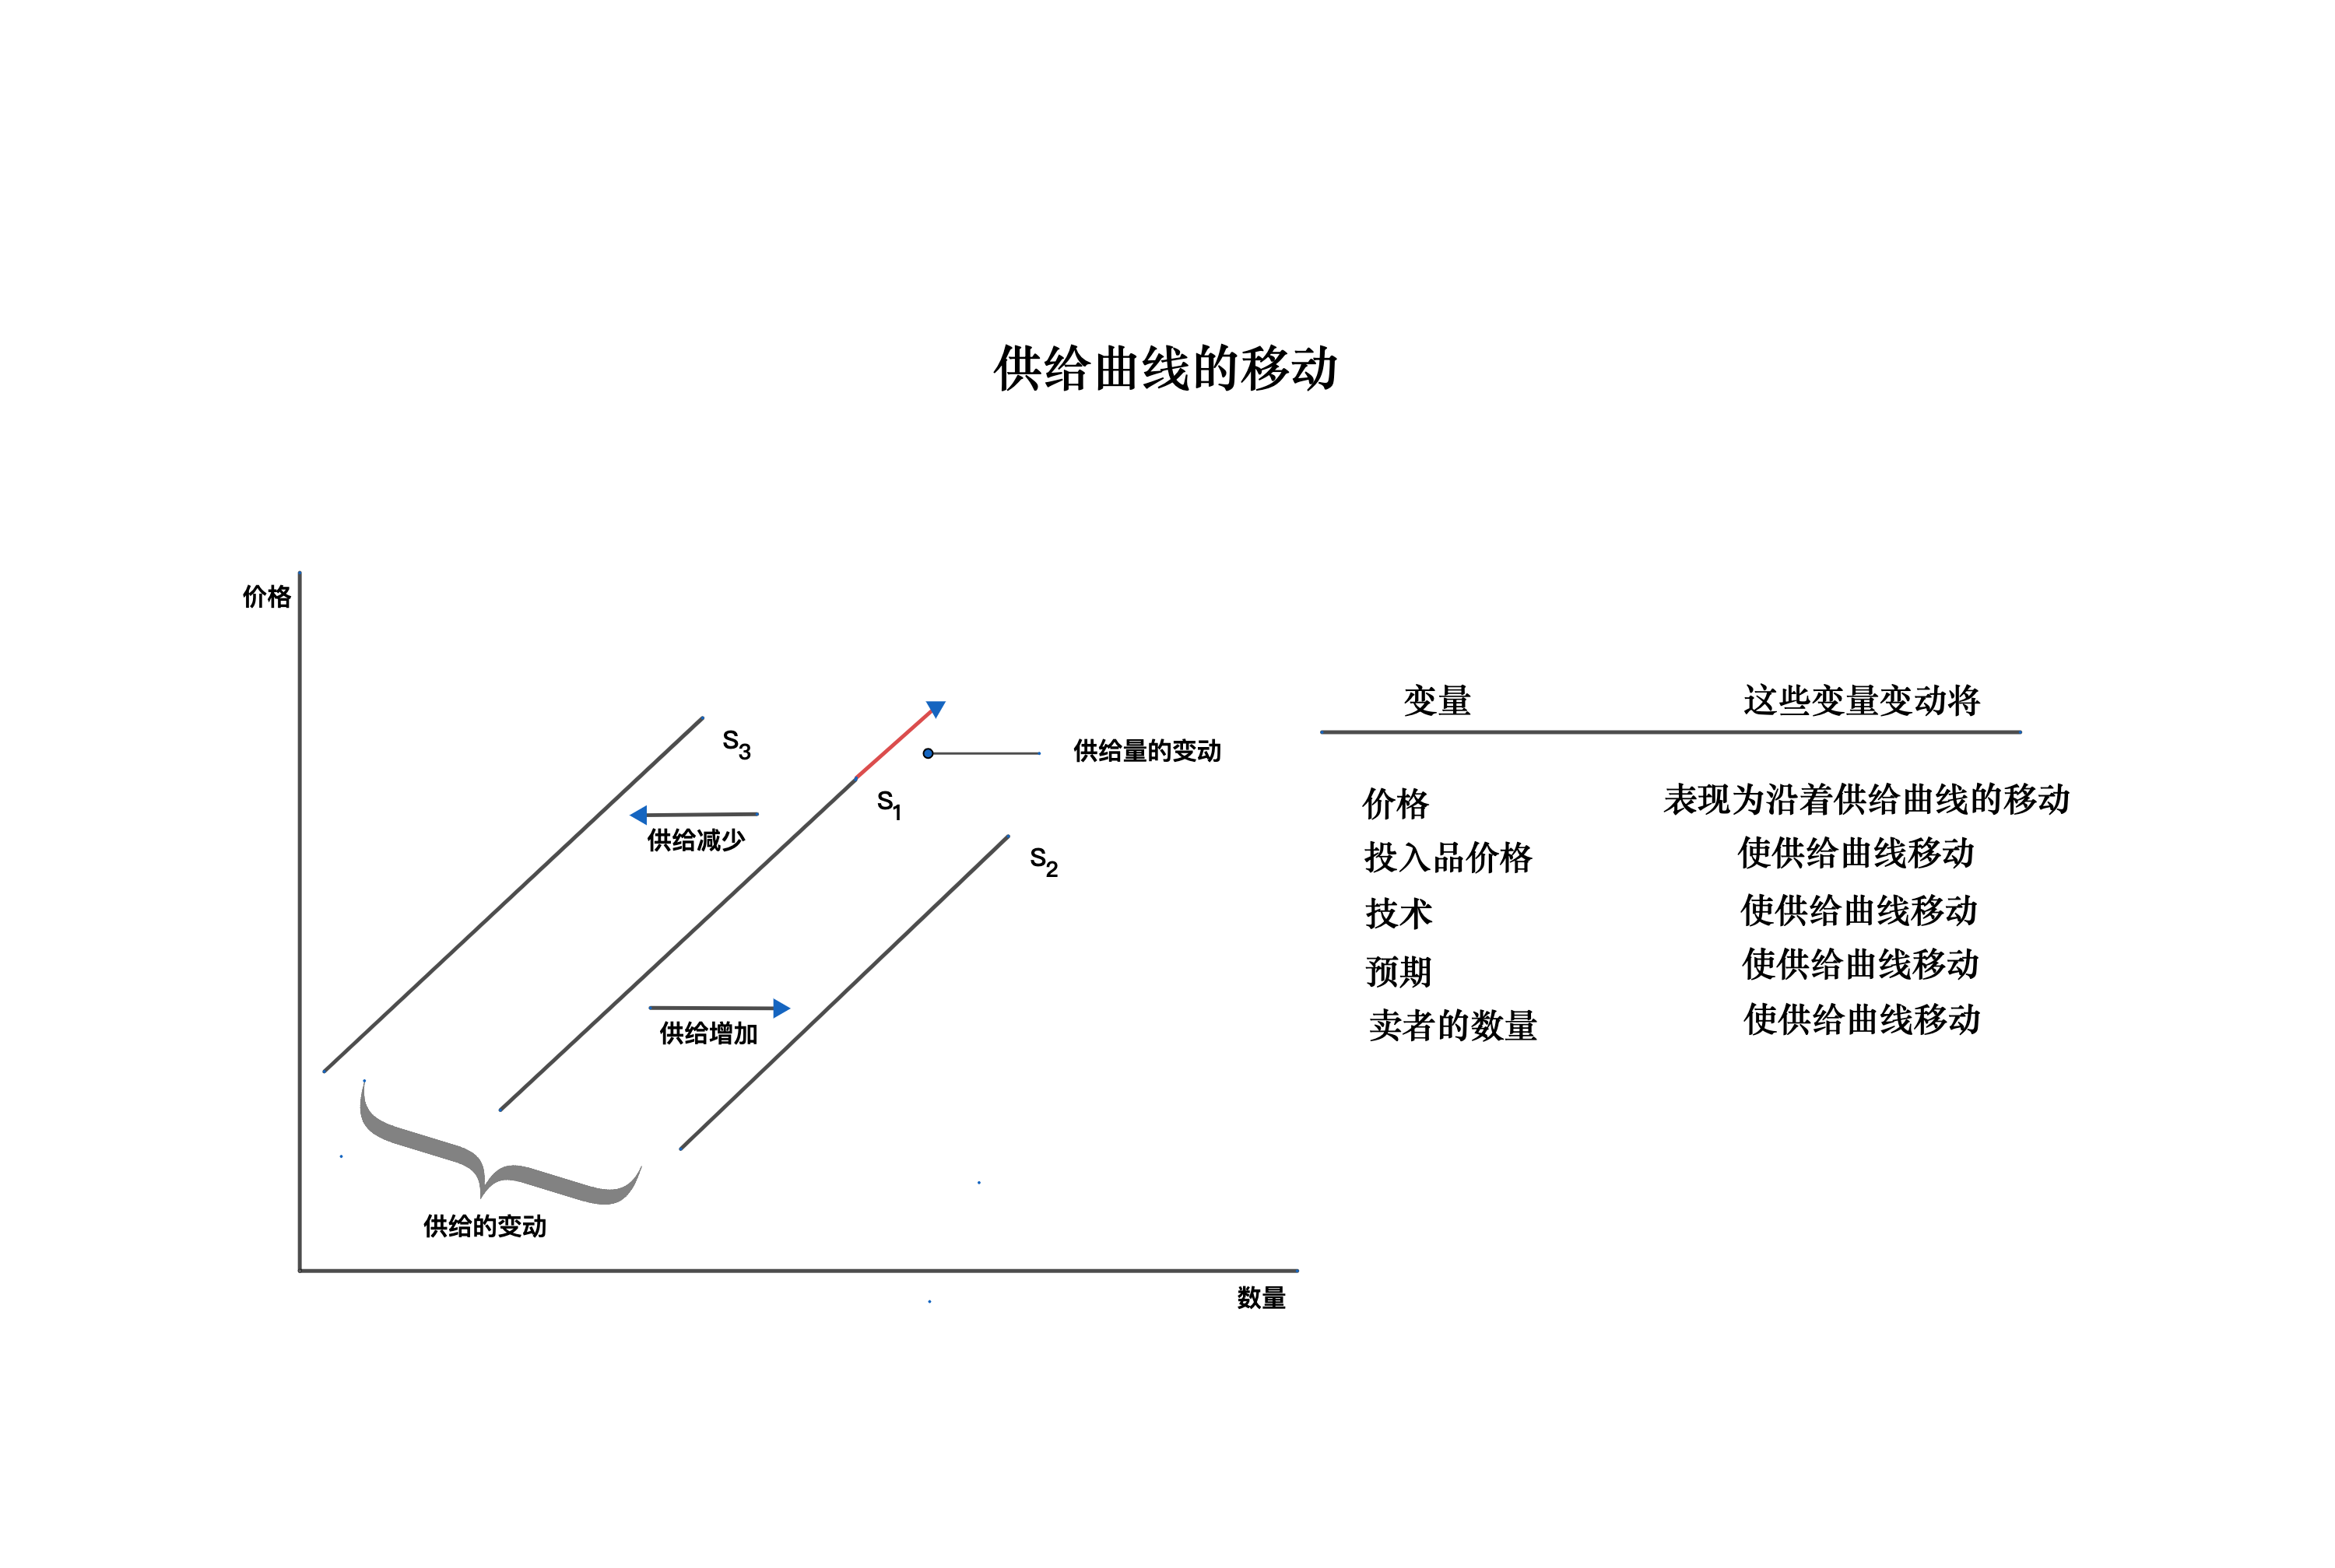 供给曲线的移动
价格
S3
供给量的变动
S1
供给减少
S2
供给增加
供给的变动
数量
变量 这些变量变动将
价格 表现为沿着供给曲线的移动
投入品价格 使供给曲线移动
技术 使供给曲线移动
预期 使供给曲线移动
卖者的数量 使供给曲线移动